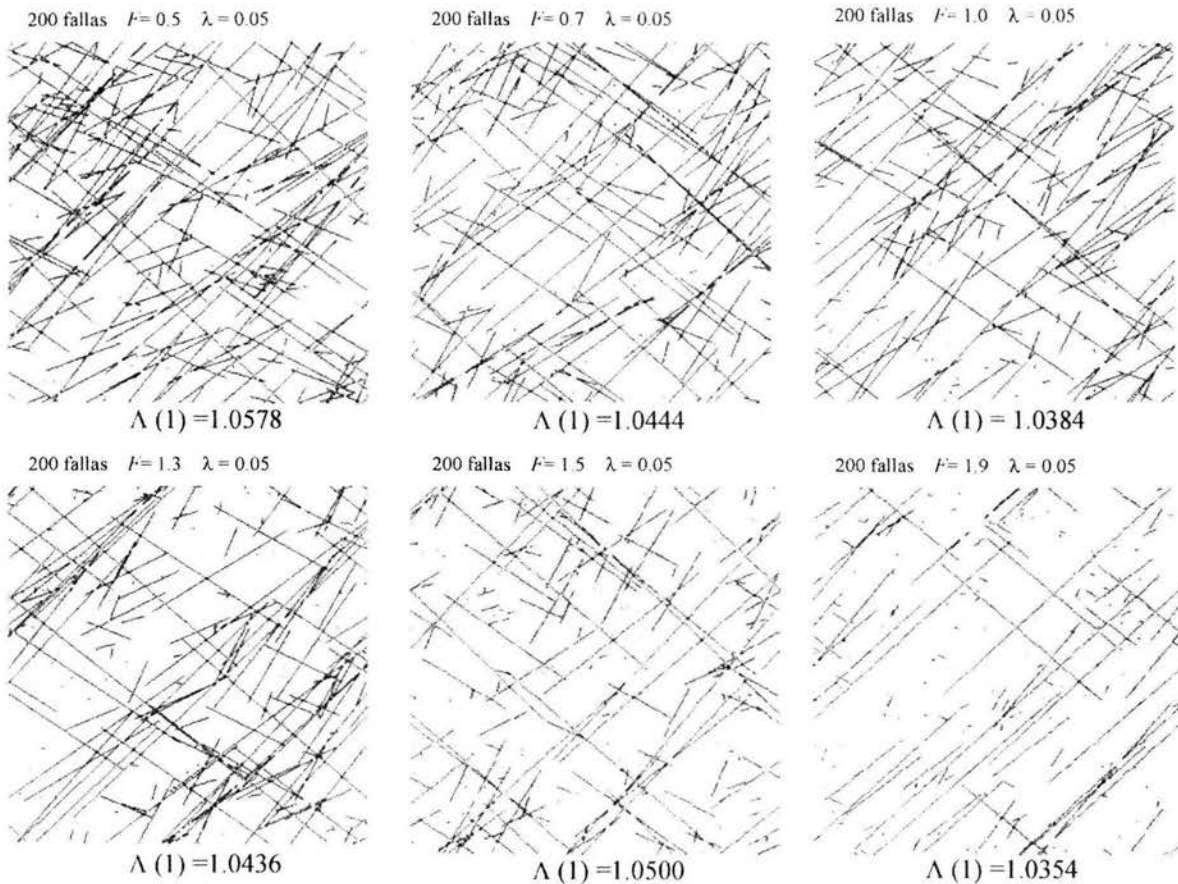 200 fallas F= 0.5 λ = 0.05
200 fallas F= 0.7 λ = 0.05
200 fallas F= 1.0 λ = 0.05
Λ (1) =1.0578
Λ (1) =1.0444
Λ (1) =1.0384
200 fallas F= 1.3 λ = 0.05
200 fallas F= 1.5 λ = 0.05
200 fallas F= 1.9 λ = 0.05
Λ (1) =1.0436
Λ (1) =1.0500
Λ (1) =1.0354